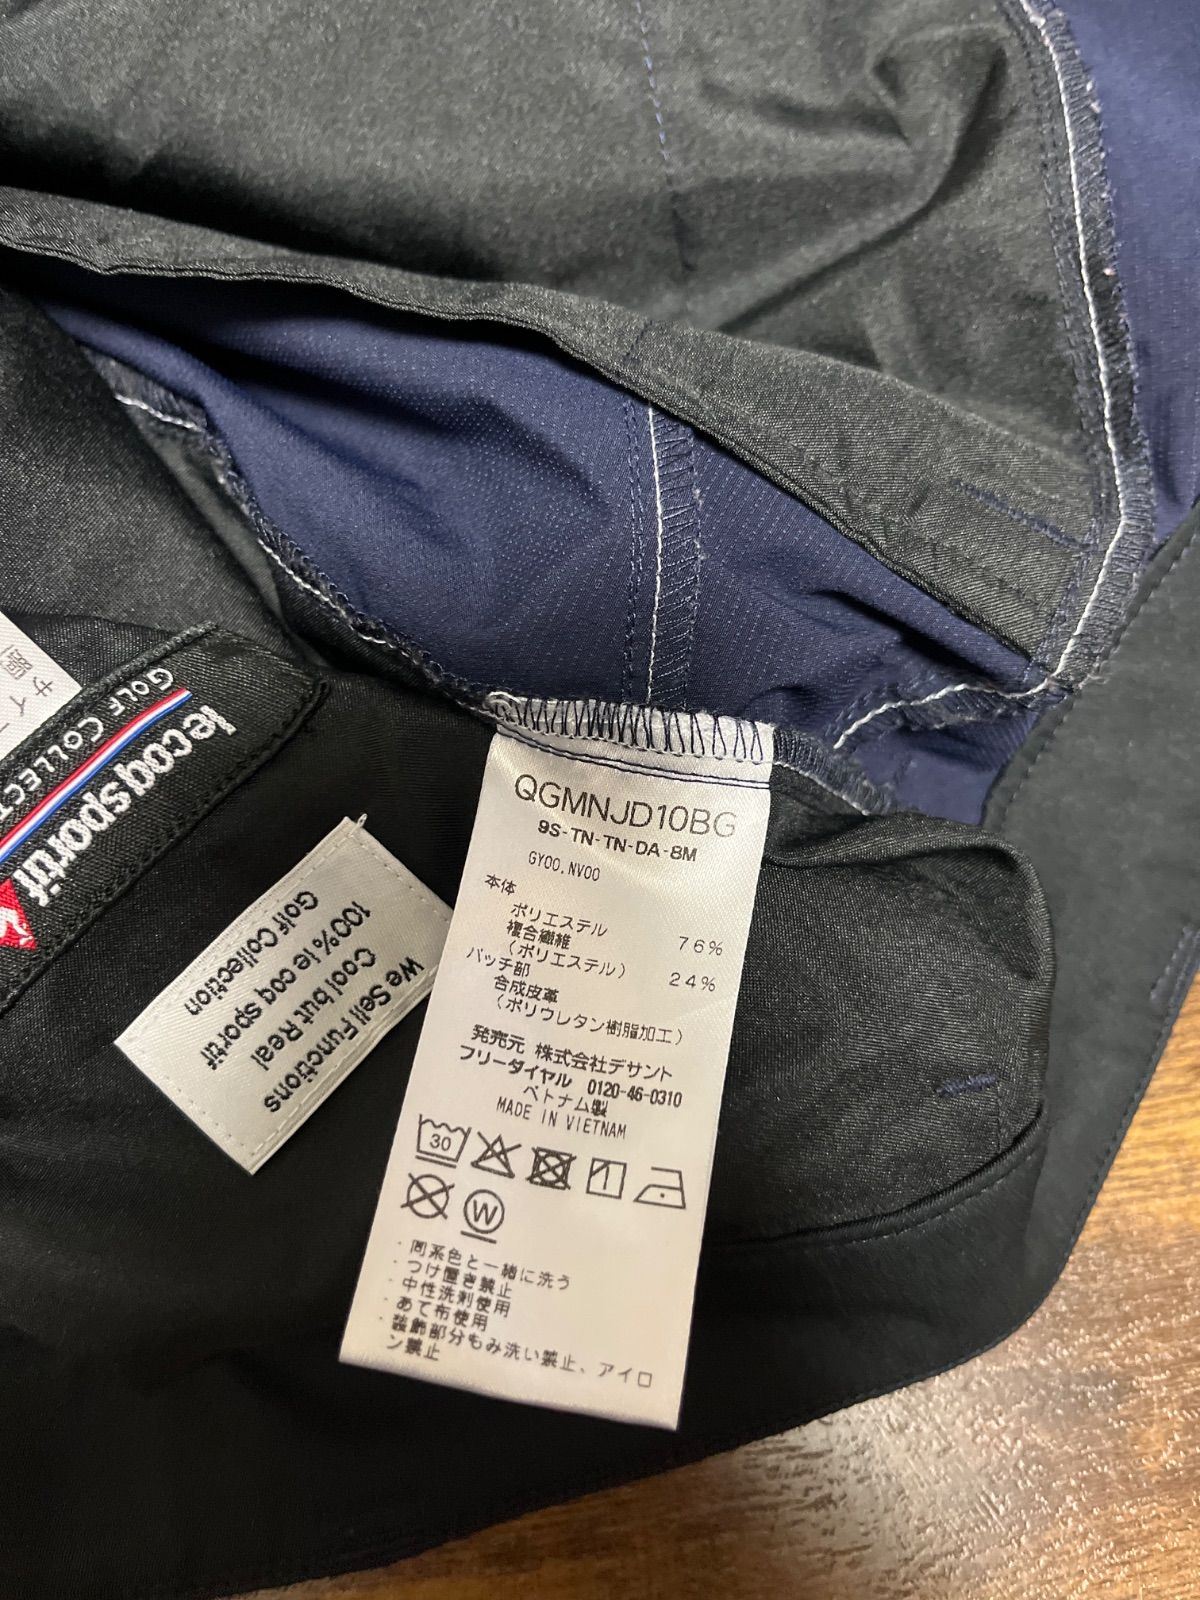 サイ
胸
le coq sportif
GOLF COLLECT
We Sell Functions
Cool but Real
100% le coq sportif
Golf Collection
QGMNJD10BG
9S-TN-TN-DA-8M
GY00.NV00
本体
ポリエステル 76%
複合繊維
(ポリエステル) 24%
パッチ部
合成皮革
(ポリウレタン樹脂加工)
発売元 株式会社デサント
フリーダイヤル 0120-46-0310
ベトナム製
MADE IN VIETNAM
30
W
・同系色と一緒に洗う
・つけ置き禁止
・中性洗剤使用
・あて布使用
・装飾部分もみ洗い禁止、アイロ
ン禁止